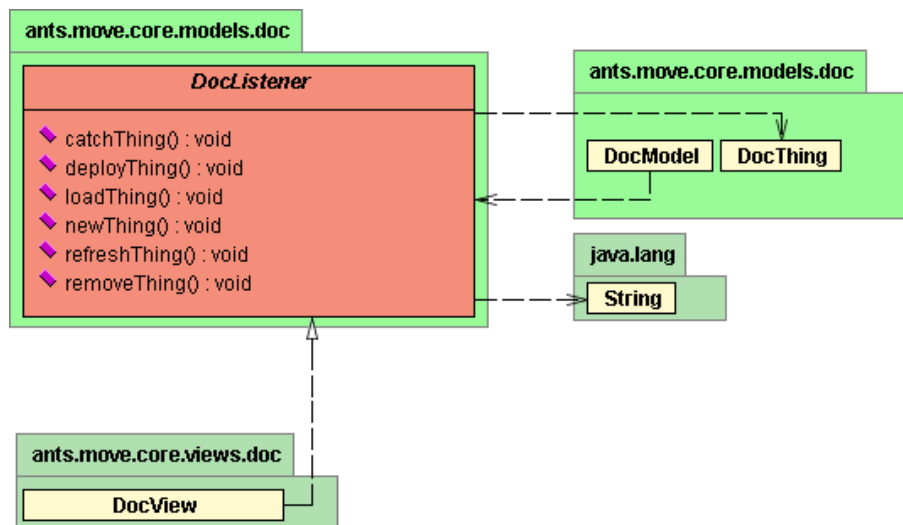 ants.move.core.models.doc
DocListener
catchThing() : void
deployThing() : void
loadThing() : void
newThing() : void
refreshThing() : void
removeThing() : void
ants.move.core.models.doc
DocModel
DocThing
java.lang
String
ants.move.core.views.doc
DocView